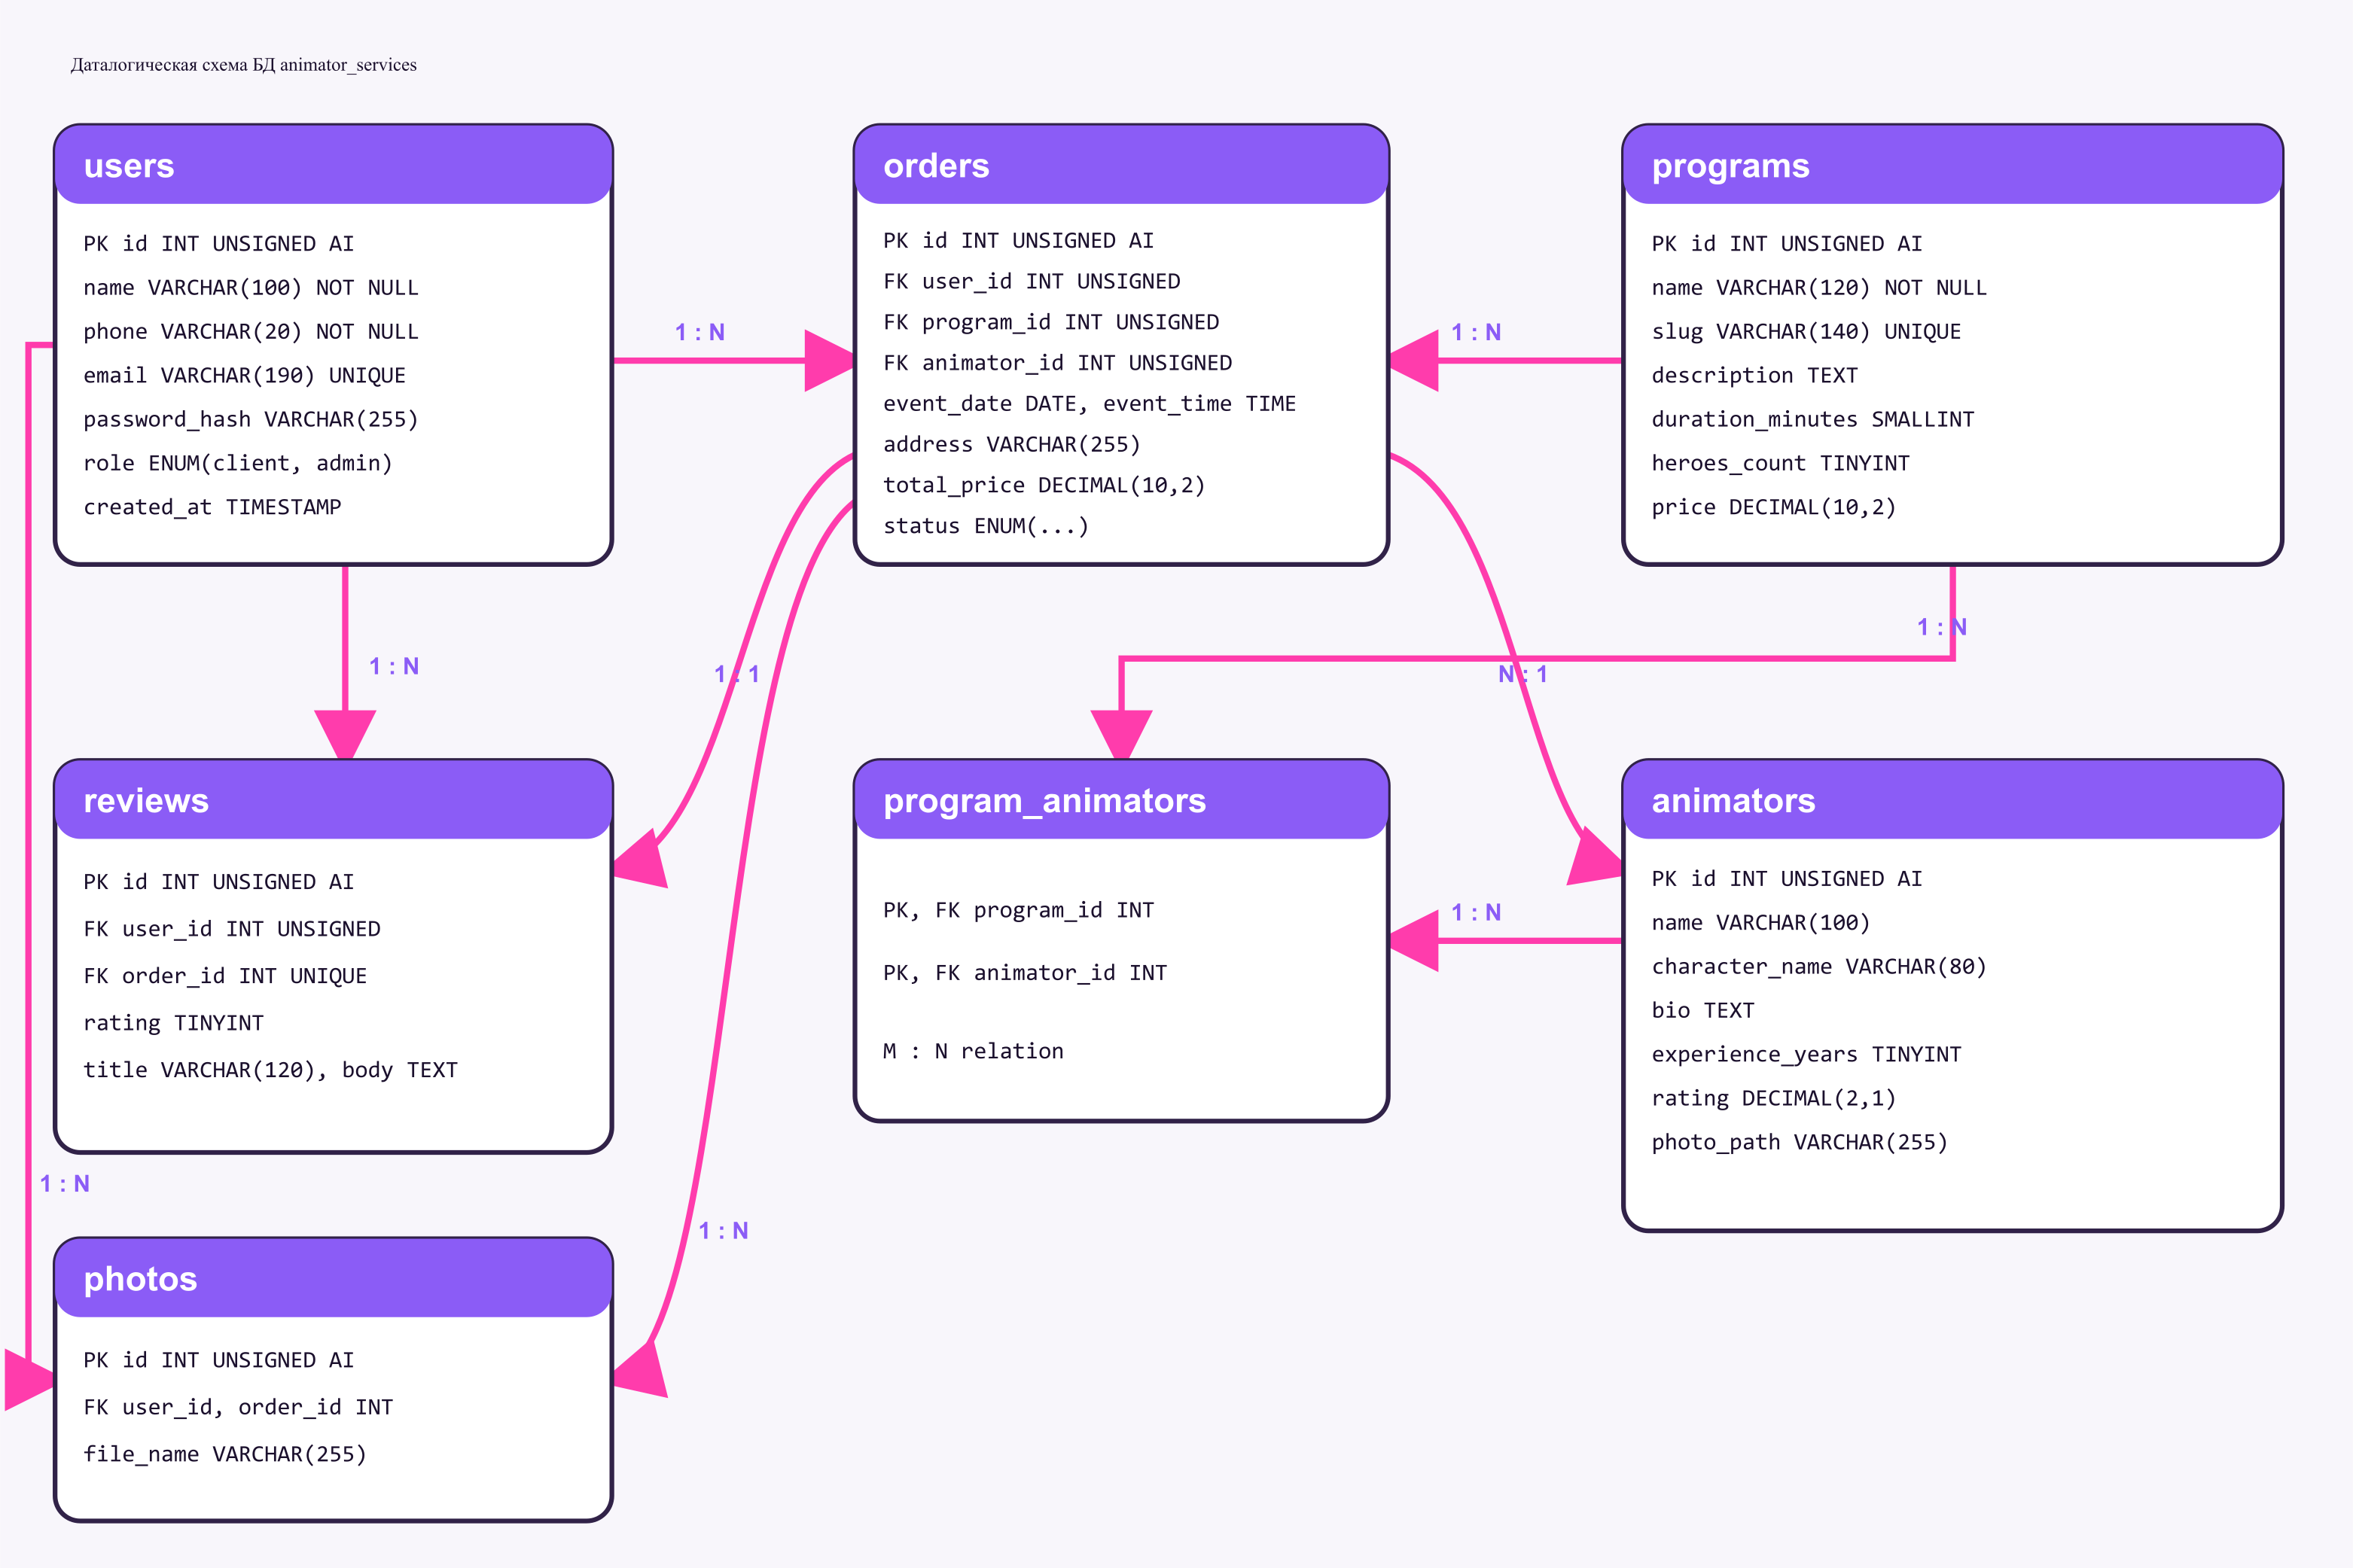 Даталогическая схема БД animator_services
users
PK id INT UNSIGNED AI
name VARCHAR(100) NOT NULL
phone VARCHAR(20) NOT NULL
email VARCHAR(190) UNIQUE
password_hash VARCHAR(255)
role ENUM(client, admin)
created_at TIMESTAMP
1 : N
orders
PK id INT UNSIGNED AI
FK user_id INT UNSIGNED
FK program_id INT UNSIGNED
FK animator_id INT UNSIGNED
event_date DATE, event_time TIME
address VARCHAR(255)
total_price DECIMAL(10,2)
status ENUM(...)
1 : N
programs
PK id INT UNSIGNED AI
name VARCHAR(120) NOT NULL
slug VARCHAR(140) UNIQUE
description TEXT
duration_minutes SMALLINT
heroes_count TINYINT
price DECIMAL(10,2)
1 : N
1 : 1
N : 1
1 : N
reviews
PK id INT UNSIGNED AI
FK user_id INT UNSIGNED
FK order_id INT UNIQUE
rating TINYINT
title VARCHAR(120), body TEXT
program_animators
PK, FK program_id INT
PK, FK animator_id INT
M : N relation
1 : N
animators
PK id INT UNSIGNED AI
name VARCHAR(100)
character_name VARCHAR(80)
bio TEXT
experience_years TINYINT
rating DECIMAL(2,1)
photo_path VARCHAR(255)
1 : N
1 : N
photos
PK id INT UNSIGNED AI
FK user_id, order_id INT
file_name VARCHAR(255)